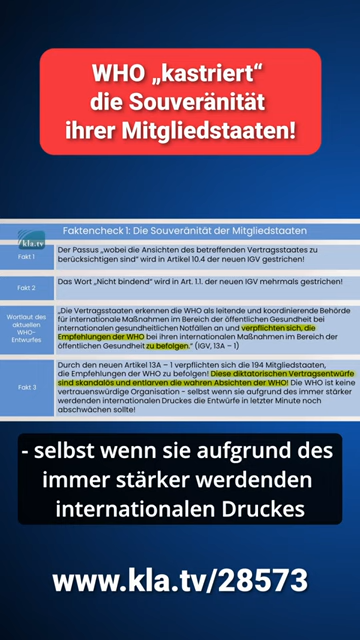 WHO „kastriert“
die Souveränität
ihrer Mitgliedstaaten!
Faktencheck 1: Die Souveränität der Mitgliedstaaten
kla.tv
Fakt 1
Der Passus „wobei die Ansichten des betreffenden Vertragsstaates zu
berücksichtigen sind“ wird in Artikel 10.4 der neuen IGV gestrichen!
Fakt 2
Das Wort „Nicht bindend“ wird in Art. 1.1. der neuen IGV mehrmals gestrichen!
Wortlaut des
aktuellen
WHO-
Entwurfes
„Die Vertragsstaaten erkennen die WHO als leitende und koordinierende Behörde
für internationale Maßnahmen im Bereich der öffentlichen Gesundheit bei
internationalen gesundheitlichen Notfällen an und verpflichten sich, die
Empfehlungen der WHO bei ihren internationalen Maßnahmen im Bereich der
öffentlichen Gesundheit zu befolgen.“ (IGV, 13A – 1)
Fakt 3
Durch den neuen Artikel 13A – 1 verpflichten sich die 194 Mitgliedstaaten,
die Empfehlungen der WHO zu befolgen! Diese diktatorischen Vertragsentwürfe
sind skandalös und entlarven die wahren Absichten der WHO! Die WHO ist keine
vertrauenswürdige Organisation - selbst wenn sie aufgrund des immer stärker
werdenden internationalen Druckes die Entwürfe in letzter Minute noch
abschwächen sollte!
- selbst wenn sie aufgrund des
immer stärker werdenden
internationalen Druckes
www.kla.tv/28573